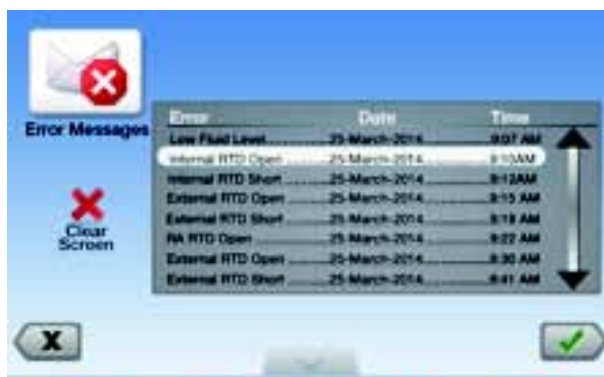 Error Messages
Error Date Time
Low Fluid Level 25-March-2014 9:07 AM
Internal RTD Open 25-March-2014 9:10AM
Internal RTD Short 25-March-2014 9:12AM
External RTD Open 25-March-2014 9:15 AM
External RTD Short 25-March-2014 9:19 AM
RA RTD Open 25-March-2014 9:22 AM
External RTD Open 25-March-2014 9:30 AM
External RTD Short 25-March-2014 9:41 AM
Clear
Screen
X